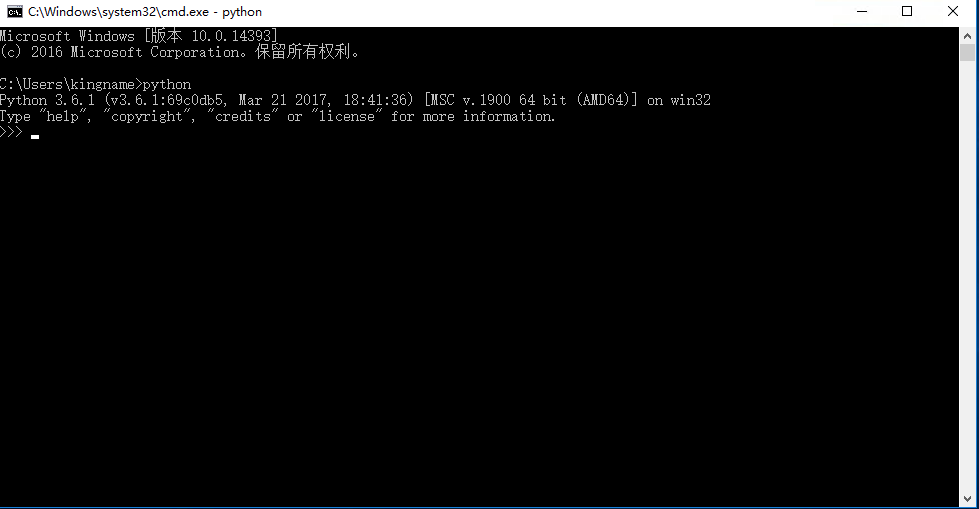 C:\Windows\system32\cmd.exe - python
Microsoft Windows [版本 10.0.14393]
(c) 2016 Microsoft Corporation。保留所有权利。
C:\Users\kingname>python
Python 3.6.1 (v3.6.1:69c0db5, Mar 21 2017, 18:41:36) [MSC v.1900 64 bit (AMD64)] on win32
Type "help", "copyright", "credits" or "license" for more information.
>>>